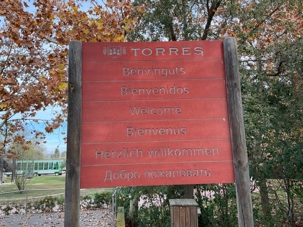 TORRES
Benvinguts
Bienvenidos
Welcome
Bienvenus
Herzlich willkommen
Добро пожаловать